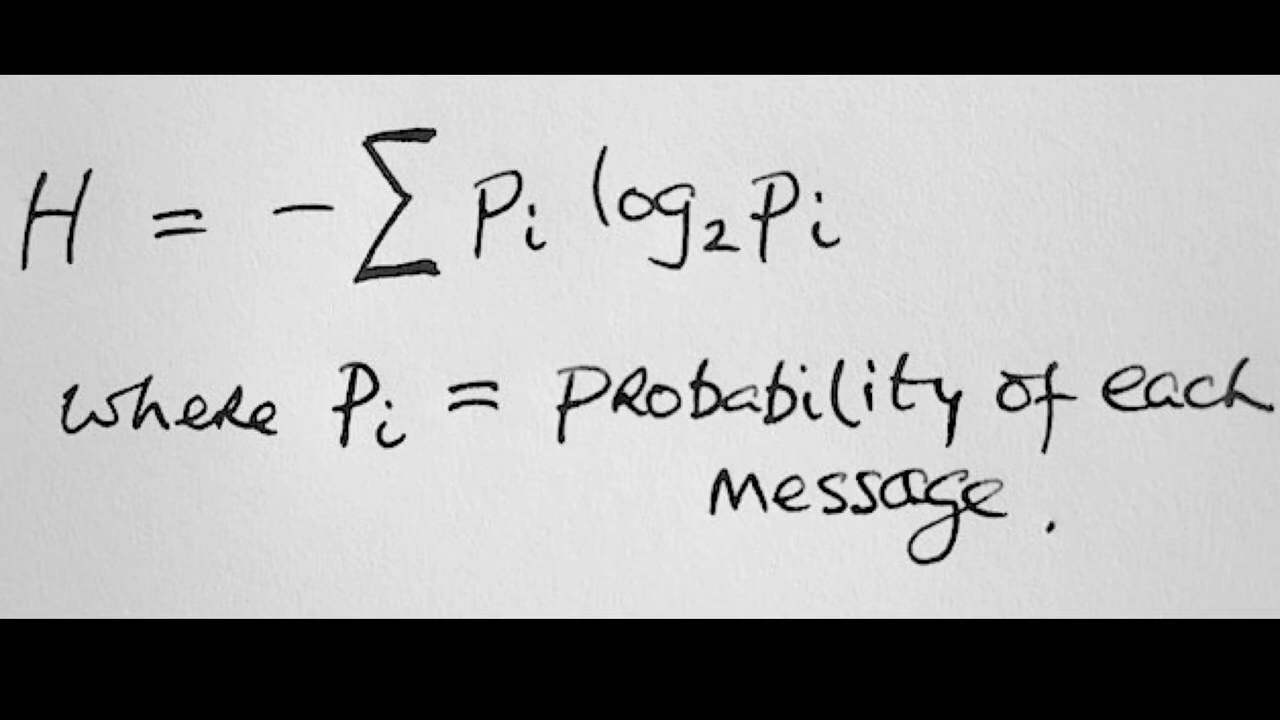 H = -∑ Pi log₂ Pi
where Pi = probability of each
message.